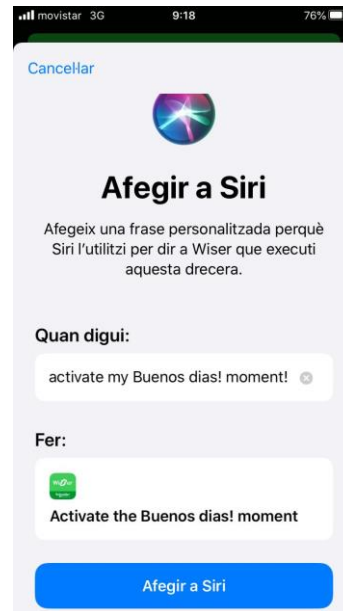 movistar 3G 9:18 76%
Cancel·lar
Afegir a Siri
Afegeix una frase personalitzada perquè
Siri l'utilitzi per dir a Wiser que executi
aquesta drecera.
Quan digui:
activate my Buenos dias! moment!
Fer:
Wiser
Activate the Buenos dias! moment
Afegir a Siri